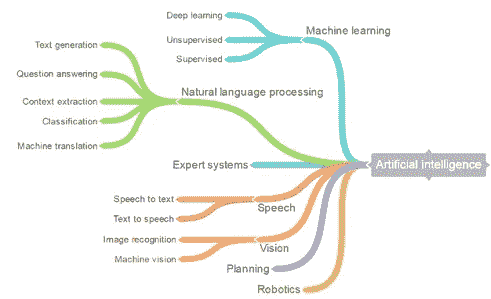 Deep learning
Machine learning
Unsupervised
Supervised
Text generation
Question answering
Natural language processing
Context extraction
Classification
Machine translation
Expert systems
Artificial intelligence
Speech to text
Speech
Text to speech
Image recognition
Vision
Machine vision
Planning
Robotics